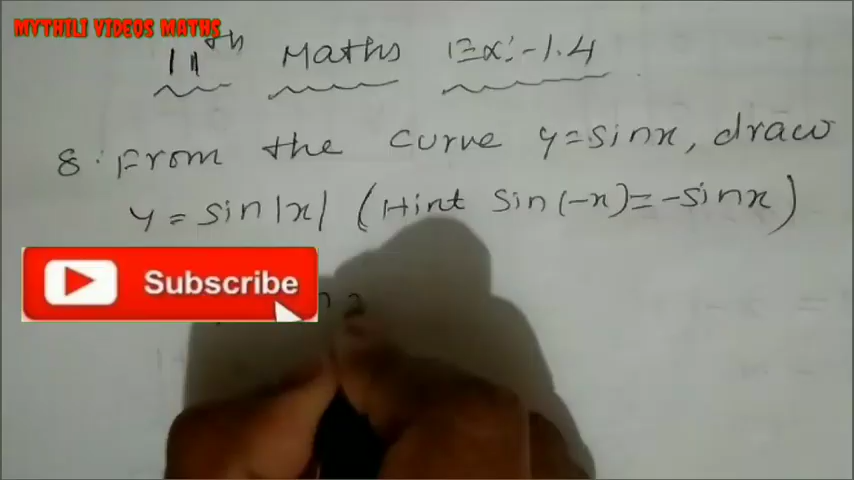 MYTHILI VIDEOS MATHS
11th Maths Ex:-1.4
8. From the curve y=sinx, draw
y = sin|x| (Hint sin(-x)=-sinx)
Subscribe